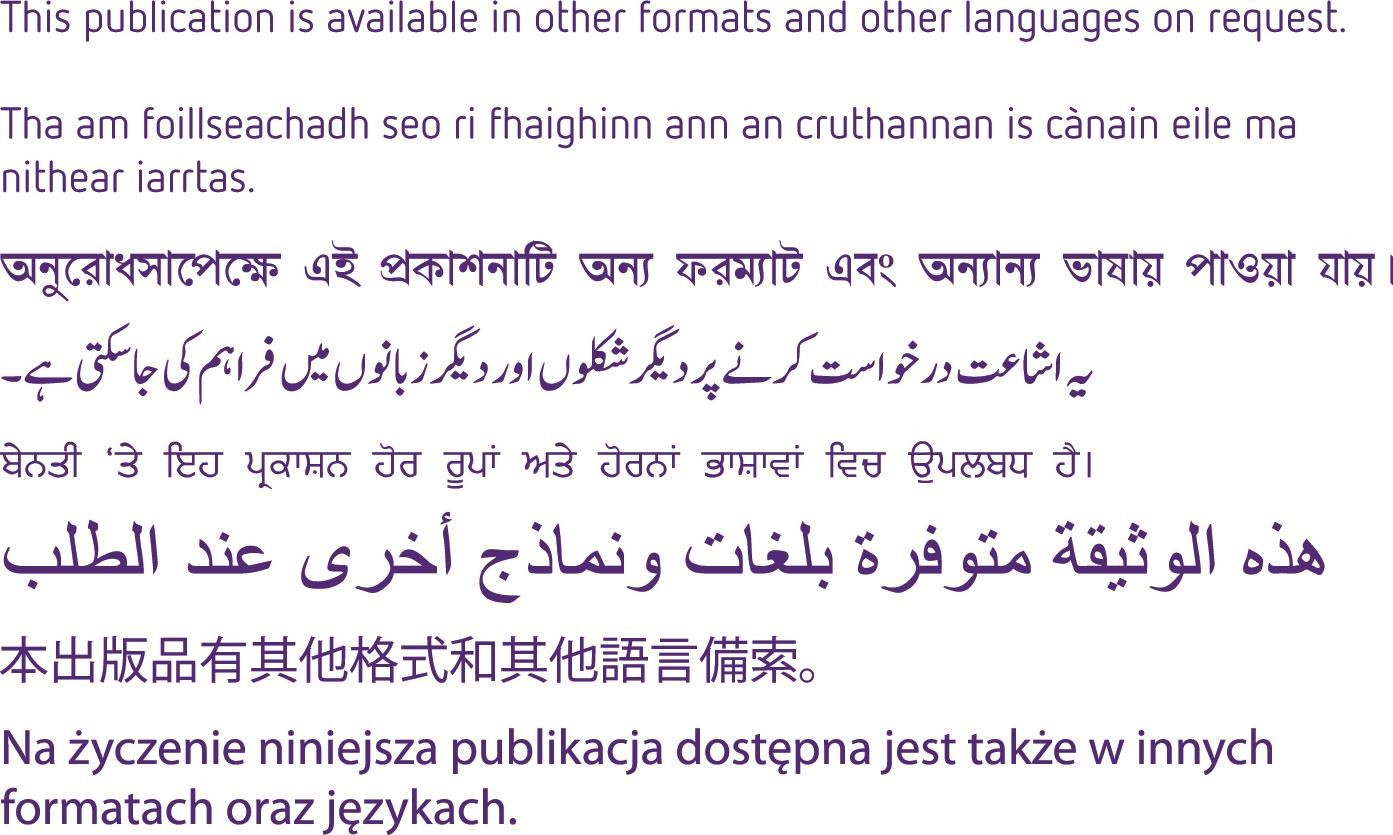 This publication is available in other formats and other languages on request.
Tha am foillseachadh seo ri fhaighinn ann an cruthannan is cànain eile ma
nithear iarrtas.
অনুরোধসাপেক্ষে এই প্রকাশনাটি অন্য ফরম্যাট এবং অন্যান্য ভাষায় পাওয়া যায়।
یہ اشاعت درخواست کرنے پر دیگر شکلوں اور دیگر زبانوں میں فراہم کی جاسکتی ہے۔
ਬੇਨਤੀ ‘ਤੇ ਇਹ ਪ੍ਰਕਾਸ਼ਨ ਹੋਰ ਰੂਪਾਂ ਅਤੇ ਹੋਰਨਾਂ ਭਾਸ਼ਾਵਾਂ ਵਿਚ ਉਪਲਬਧ ਹੈ।
هذه الوثيقة متوفرة بلغات ونماذج أخرى عند الطلب
本出版品有其他格式和其他語言備索。
Na życzenie niniejsza publikacja dostępna jest także w innych
formatach oraz językach.